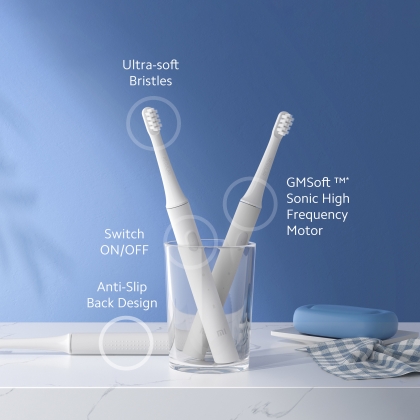 Ultra-soft
Bristles
GMSoft ™*
Sonic High
Frequency
Motor
Switch
ON/OFF
Anti-Slip
Back Design